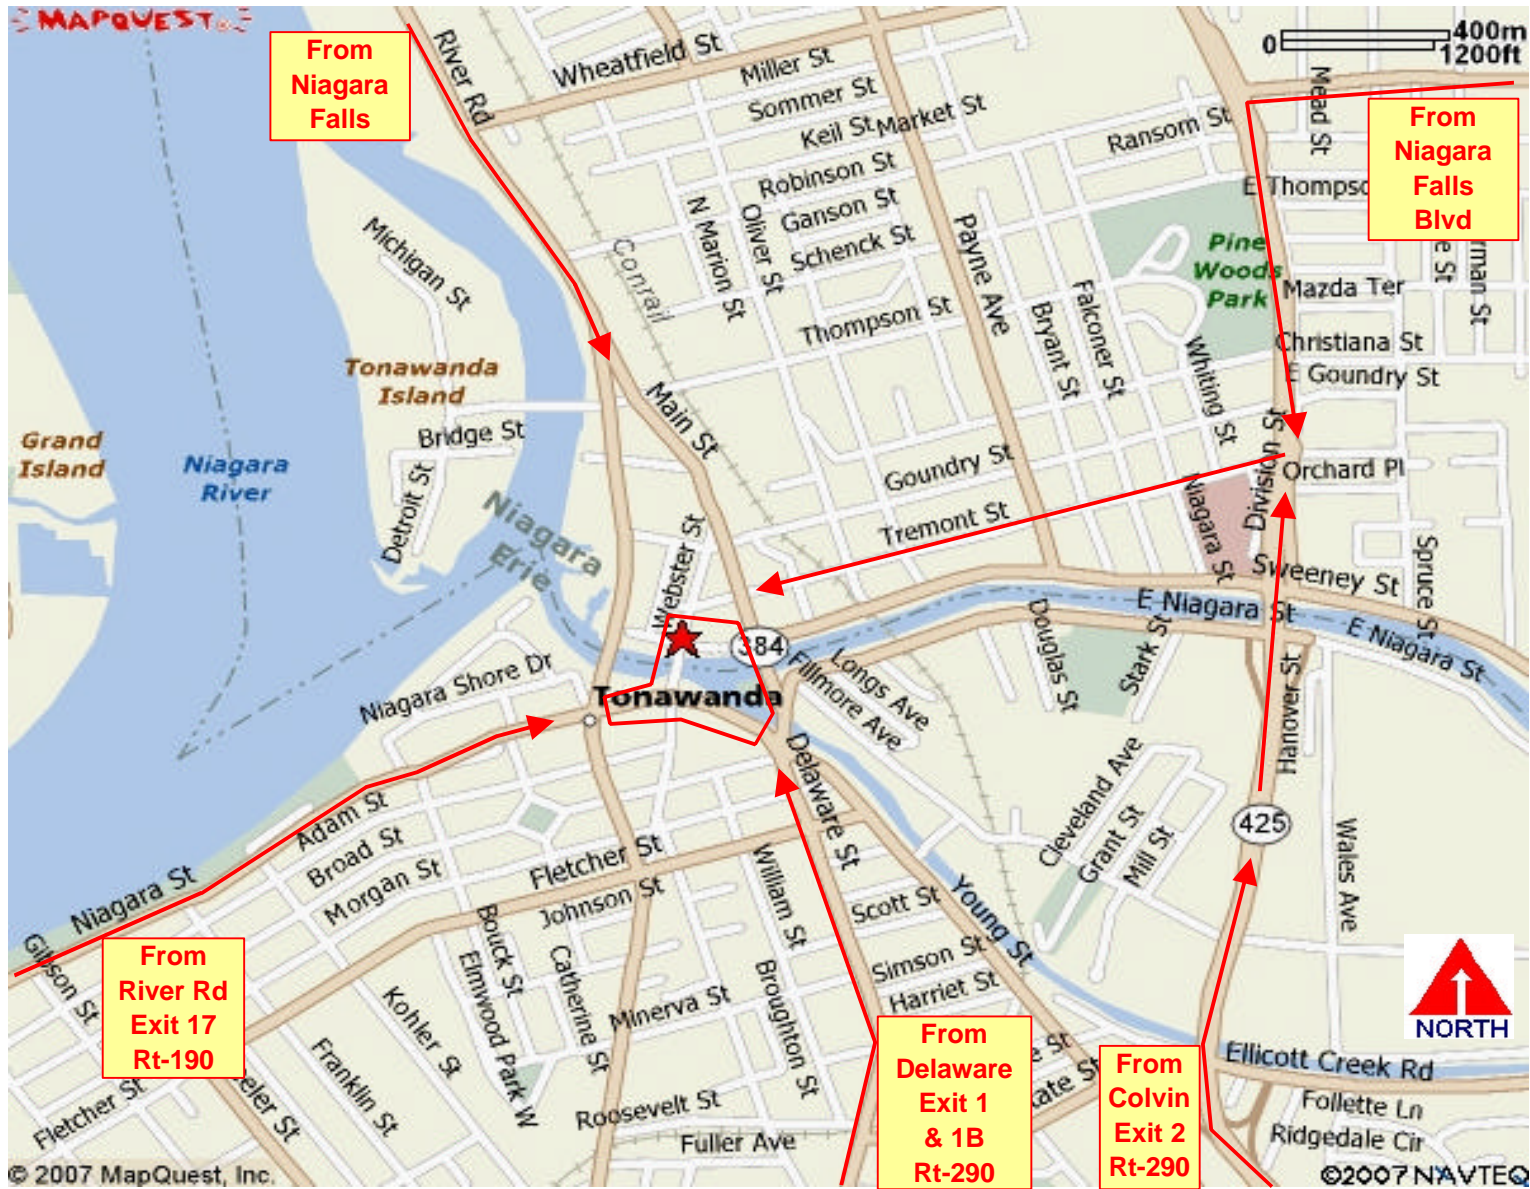 MAPQUEST
From
Niagara
Falls
River Rd
Wheatfield St
Miller St
Sommer St
Keil St
Market St
Robinson St
Ganson St
Schenck St
N Marion St
Oliver St
Conrail
Thompson St
Payne Ave
Ransom St
Mead St
0
400m
1200ft
From
Niagara
Falls
Blvd
E Thompso
Pine
Woods
Park
Mazda Ter
Christiana St
E Goundry St
e St
rman St
Falconer St
Bryant St
Whiting St
Division St
Orchard Pl
Michigan St
Tonawanda
Island
Bridge St
Detroit St
Grand
Island
Niagara
River
Niagara
Erie
Main St
Goundry St
Tremont St
Niagara St
Sweeney St
Spruce St
Webster St
384
E Niagara St
E Niagara St
Douglas St
Stark St
Longs Ave
Fillmore Ave
Hanover St
Niagara Shore Dr
Tonawanda
Delaware St
Adam St
Broad St
Morgan St
Fletcher St
Johnson St
Niagara St
Gibson St
Cleveland Ave
Grant St
Mill St
425
Wales Ave
William St
Scott St
Young St
Simson St
Harriet St
Bouck St
Elmwood Park W
Catherine St
Minerva St
Broughton St
Kohler St
Franklin St
eler St
Fletcher St
Roosevelt St
Fuller Ave
From
River Rd
Exit 17
Rt-190
From
Delaware
Exit 1
& 1B
Rt-290
e St
ate St
From
Colvin
Exit 2
Rt-290
NORTH
Ellicott Creek Rd
Follette Ln
Ridgedale Cir
© 2007 MapQuest, Inc.
©2007 NAVTEQ